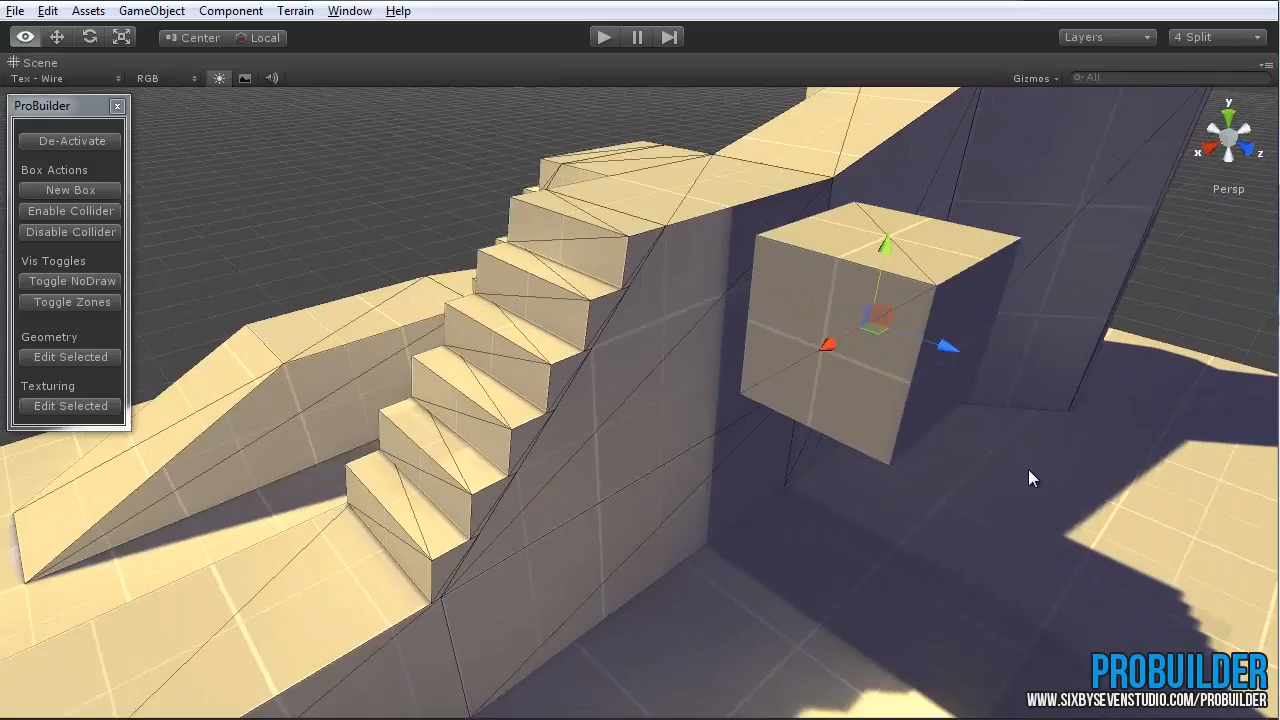 File Edit Assets GameObject Component Terrain Window Help
Center Local Layers 4 Split
Scene
Tex - Wire RGB Gizmos All
ProBuilder x
De-Activate
Box Actions
New Box
Enable Collider
Disable Collider
Vis Toggles
Toggle NoDraw
Toggle Zones
Geometry
Edit Selected
Texturing
Edit Selected
y
x z
Persp
PROBUILDER
WWW.SIXBYSEVENSTUDIO.COM/PROBUILDER